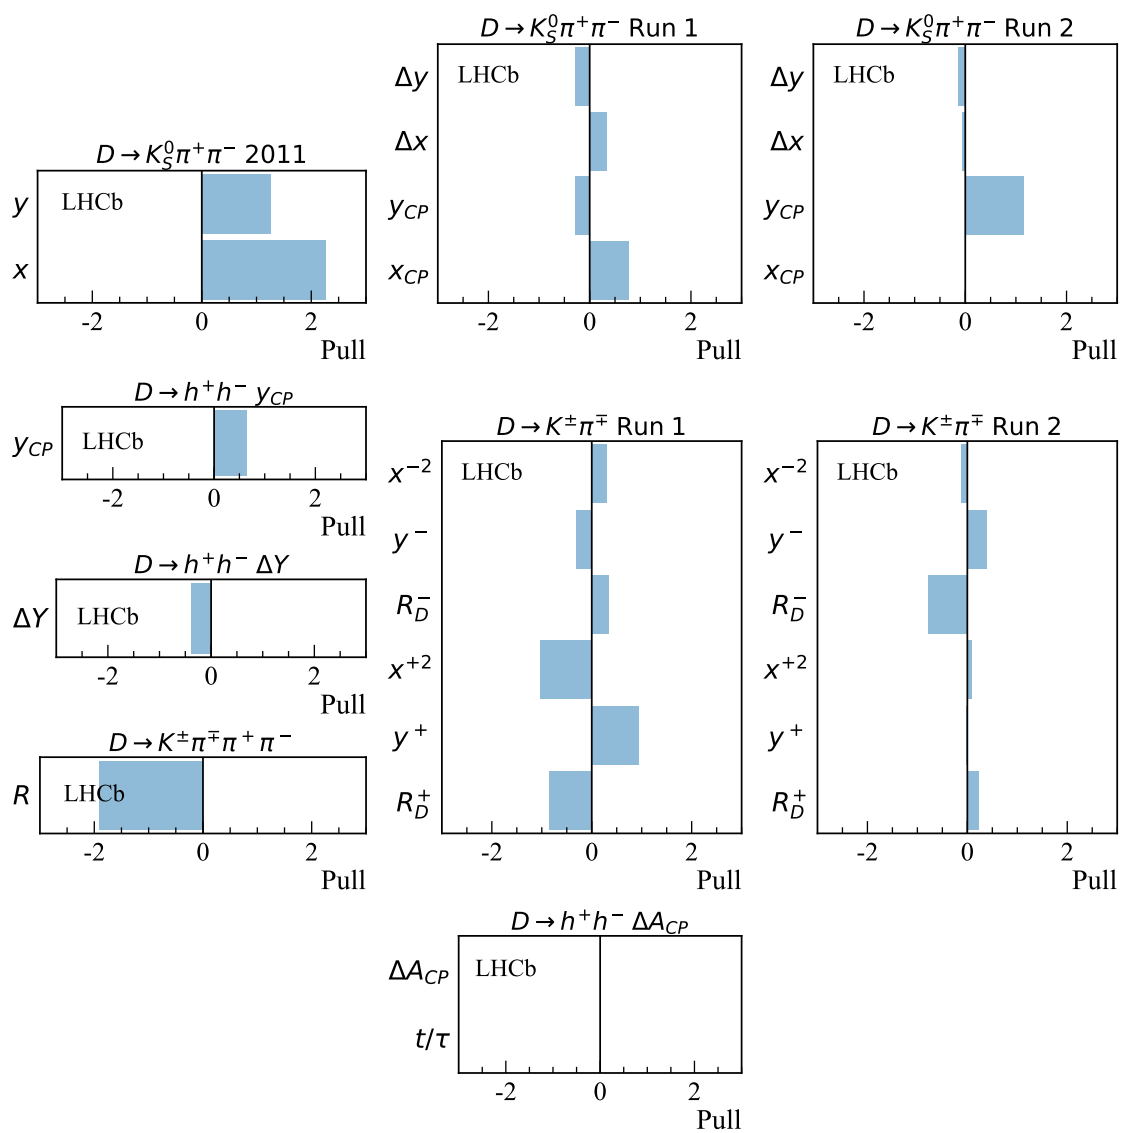 D → K_S^0 π^+ π^- 2011
LHCb
y
x
-2 0 2
Pull
D → K_S^0 π^+ π^- Run 1
LHCb
Δy
Δx
y_CP
x_CP
-2 0 2
Pull
D → K_S^0 π^+ π^- Run 2
LHCb
Δy
Δx
y_CP
x_CP
-2 0 2
Pull
D → h^+ h^- y_CP
LHCb
y_CP
-2 0 2
Pull
D → h^+ h^- ΔY
LHCb
ΔY
-2 0 2
Pull
D → K^± π^∓ π^+ π^-
LHCb
R
-2 0 2
Pull
D → K^± π^∓ Run 1
LHCb
x^{-2}
y^-
R_D^-
x^{+2}
y^+
R_D^+
-2 0 2
Pull
D → K^± π^∓ Run 2
LHCb
x^{-2}
y^-
R_D^-
x^{+2}
y^+
R_D^+
-2 0 2
Pull
D → h^+ h^- ΔA_CP
LHCb
ΔA_CP
t/τ
-2 0 2
Pull